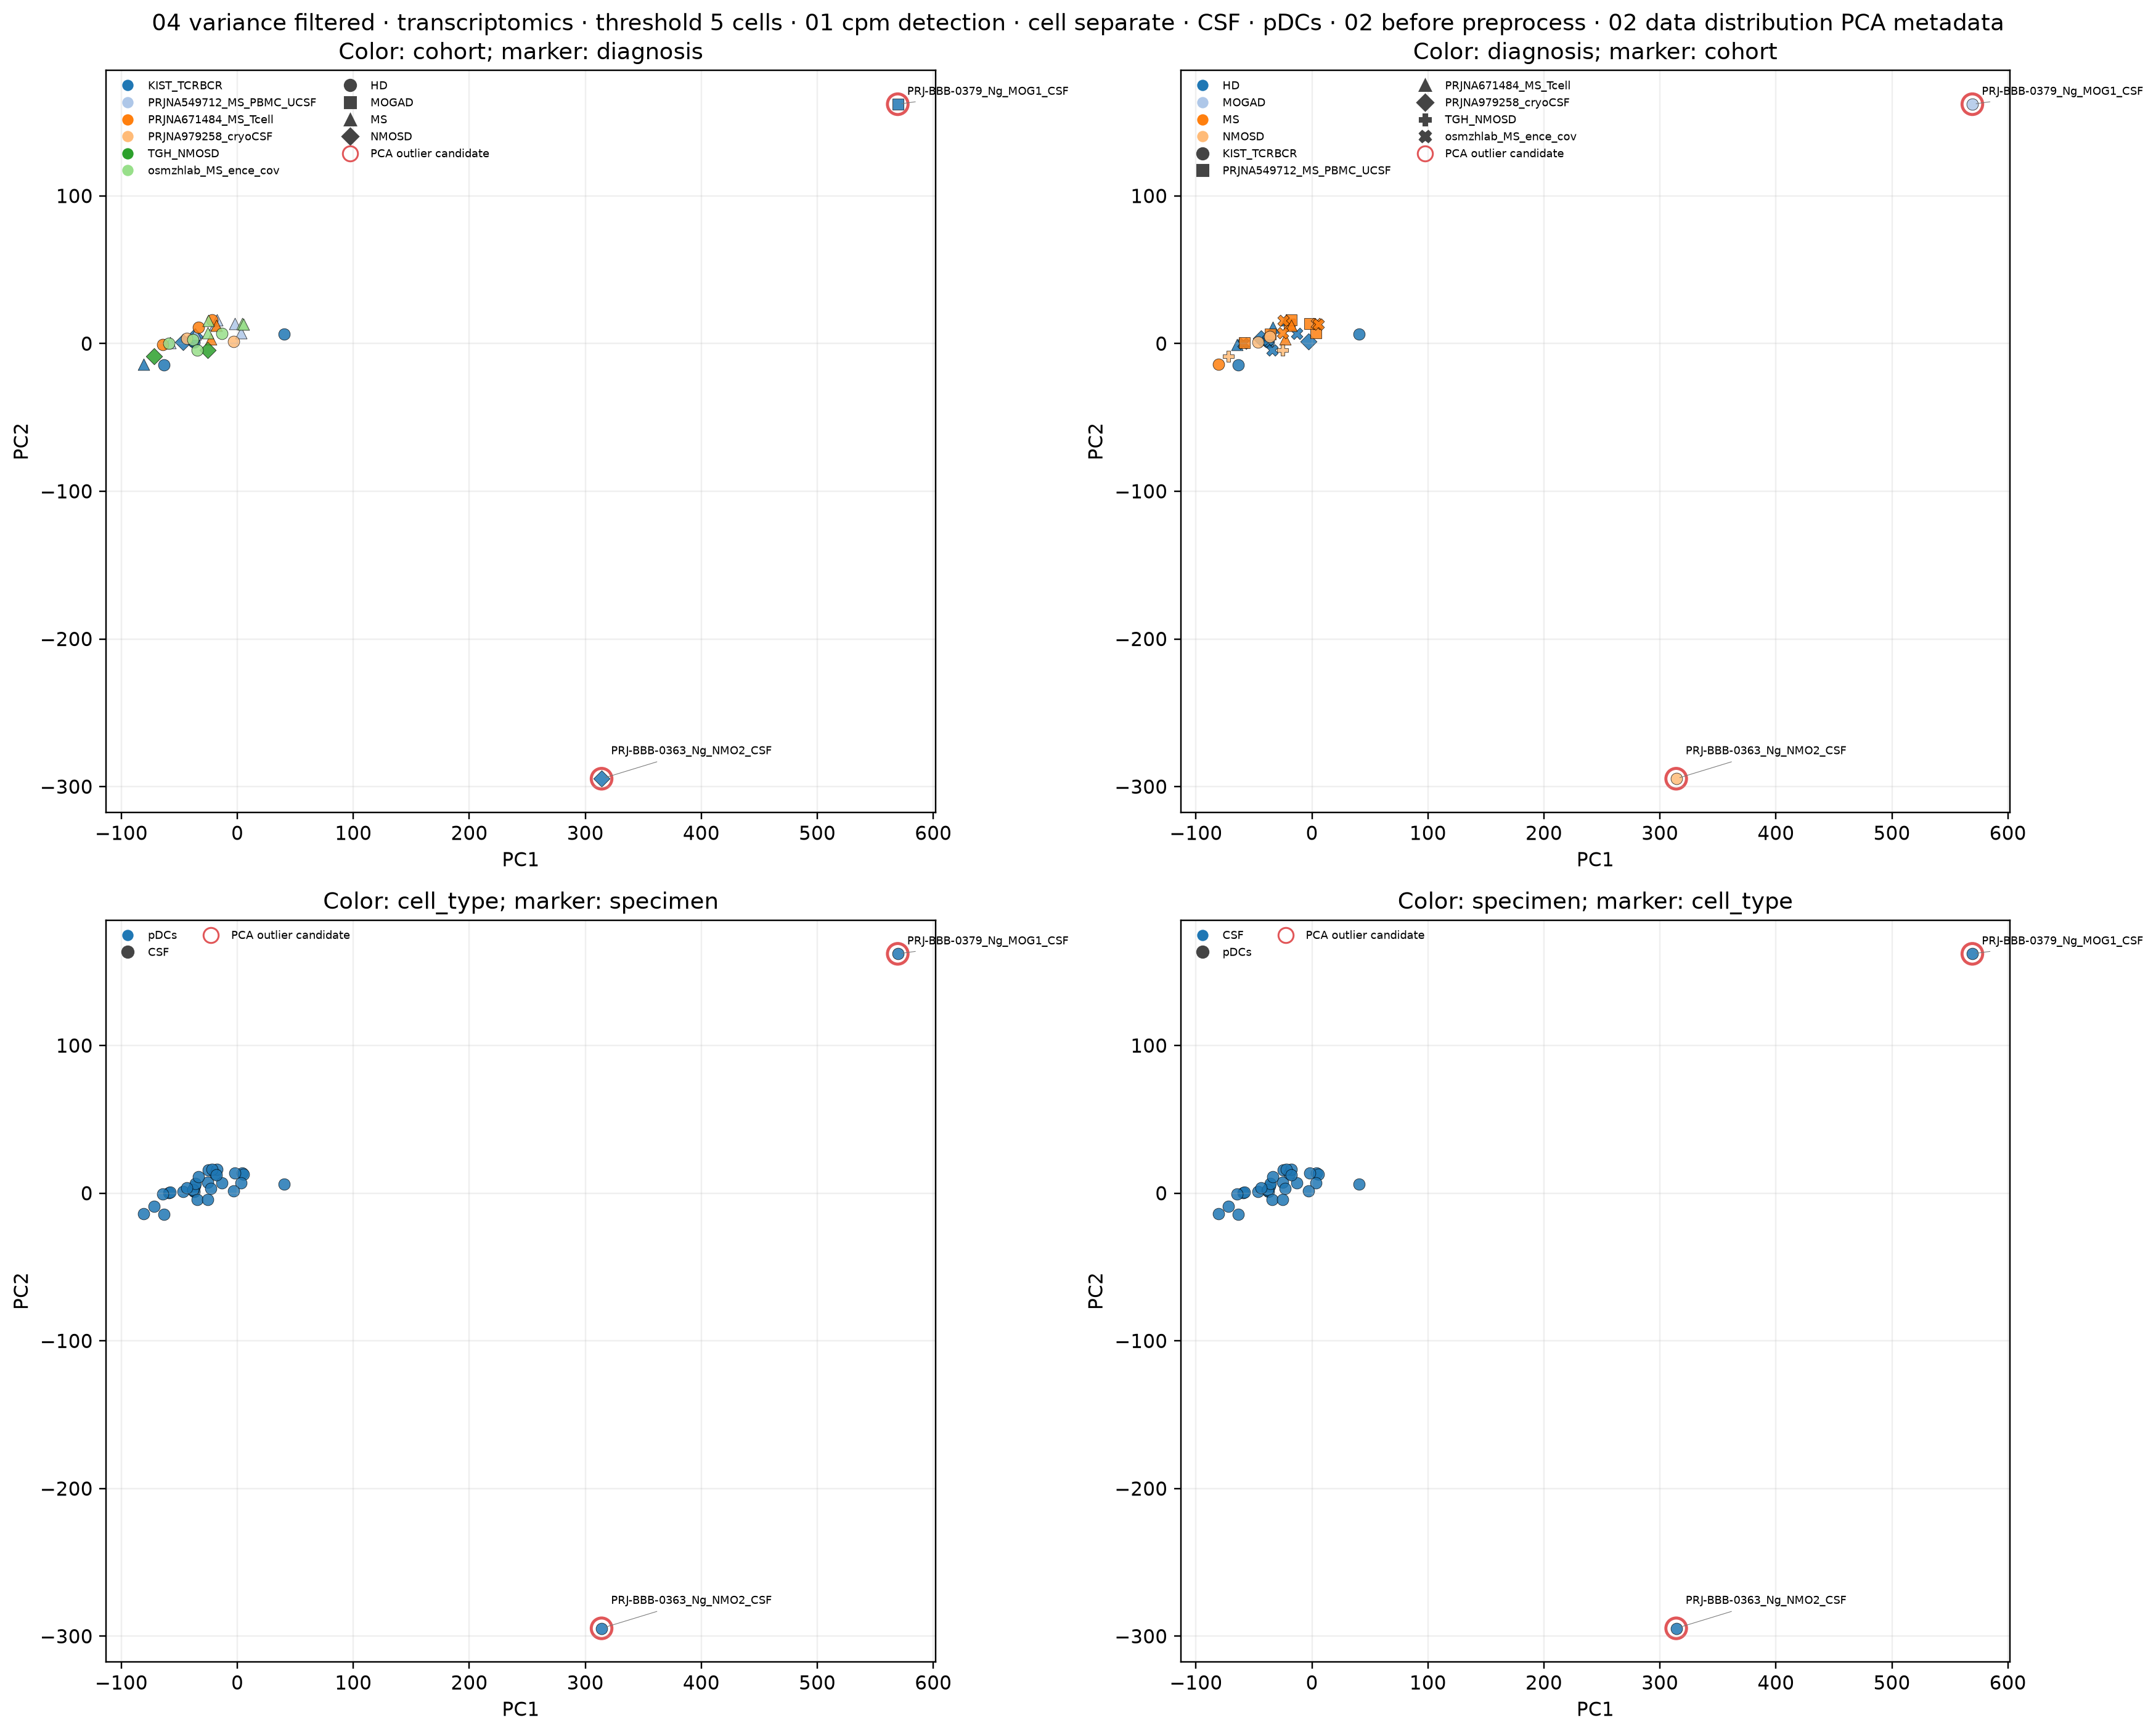 04 variance filtered · transcriptomics · threshold 5 cells · 01 cpm detection · cell separate · CSF · pDCs · 02 before preprocess · 02 data distribution PCA metadata
Color: cohort; marker: diagnosis
KIST_TCRBCR
PRJNA549712_MS_PBMC_UCSF
PRJNA671484_MS_Tcell
PRJNA979258_cryoCSF
TGH_NMOSD
osmzhlab_MS_ence_cov
HD
MOGAD
MS
NMOSD
PCA outlier candidate
PRJ-BBB-0379_Ng_MOG1_CSF
PRJ-BBB-0363_Ng_NMO2_CSF
100
0
−100
−200
−300
PC2
−100 0 100 200 300 400 500 600
PC1
Color: diagnosis; marker: cohort
HD
MOGAD
MS
NMOSD
KIST_TCRBCR
PRJNA549712_MS_PBMC_UCSF
PRJNA671484_MS_Tcell
PRJNA979258_cryoCSF
TGH_NMOSD
osmzhlab_MS_ence_cov
PCA outlier candidate
PRJ-BBB-0379_Ng_MOG1_CSF
PRJ-BBB-0363_Ng_NMO2_CSF
100
0
−100
−200
−300
PC2
−100 0 100 200 300 400 500 600
PC1
Color: cell_type; marker: specimen
pDCs
CSF
PCA outlier candidate
PRJ-BBB-0379_Ng_MOG1_CSF
PRJ-BBB-0363_Ng_NMO2_CSF
100
0
−100
−200
−300
PC2
−100 0 100 200 300 400 500 600
PC1
Color: specimen; marker: cell_type
CSF
pDCs
PCA outlier candidate
PRJ-BBB-0379_Ng_MOG1_CSF
PRJ-BBB-0363_Ng_NMO2_CSF
100
0
−100
−200
−300
PC2
−100 0 100 200 300 400 500 600
PC1